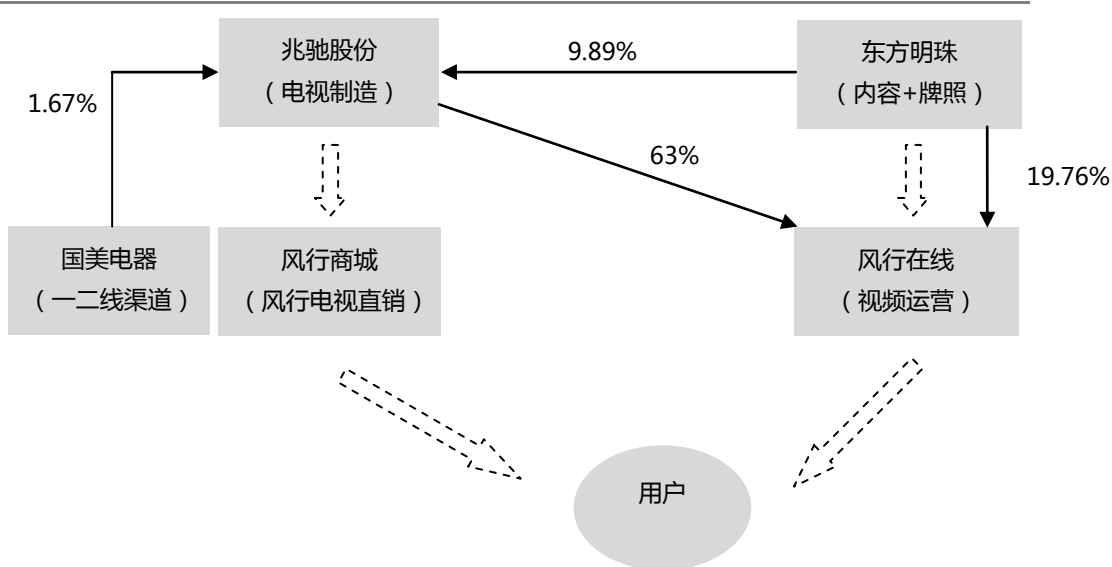 兆驰股份
（电视制造）
9.89%
东方明珠
（内容+牌照）
1.67%
63%
19.76%
国美电器
（一二线渠道）
风行商城
（风行电视直销）
风行在线
（视频运营）
用户